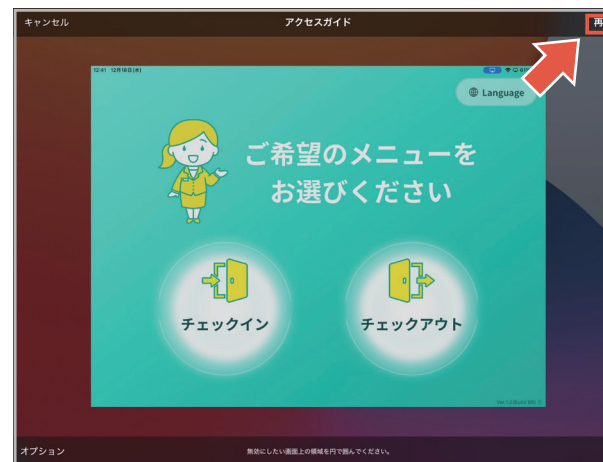 キャンセル
アクセスガイド
再
12:41 12月16日(水)
Language
ご希望のメニューを
お選びください
チェックイン
チェックアウト
オプション
無効にしたい画面上の領域を円で囲んでください。